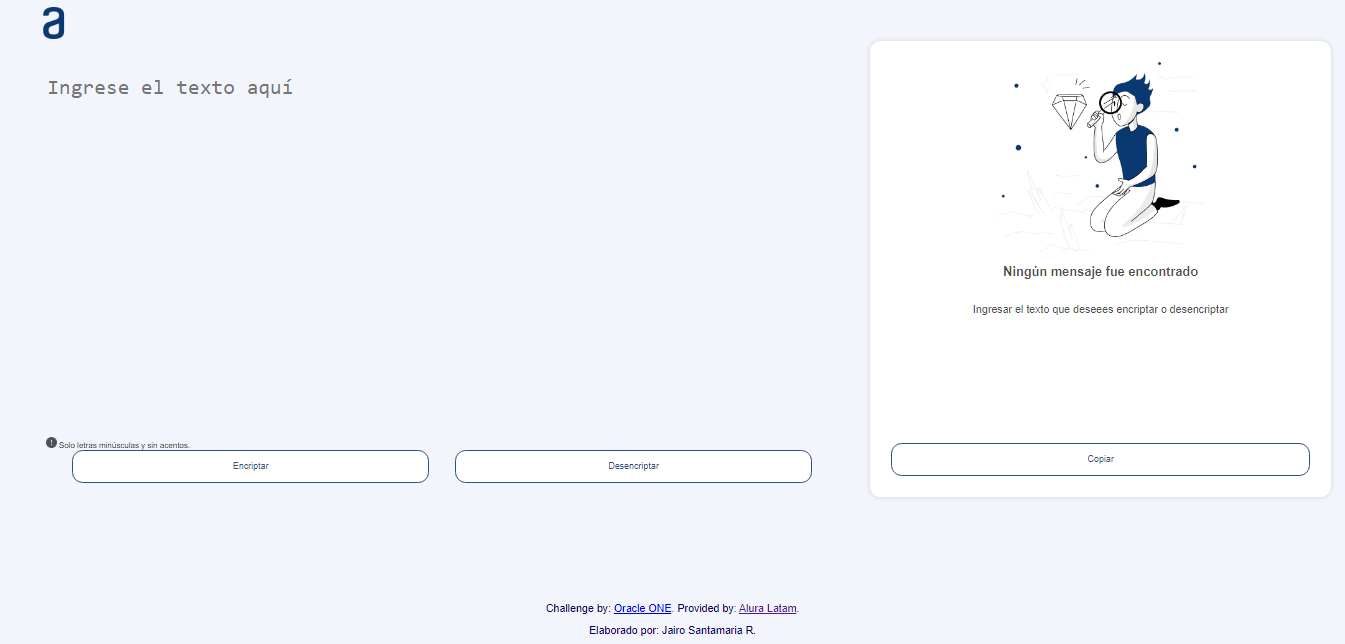 a
Ingrese el texto aquí
Ningún mensaje fue encontrado
Ingresar el texto que deseees encriptar o desencriptar
Solo letras minúsculas y sin acentos.
Encriptar
Desencriptar
Copiar
Challenge by: Oracle ONE. Provided by: Alura Latam.
Elaborado por: Jairo Santamaria R.